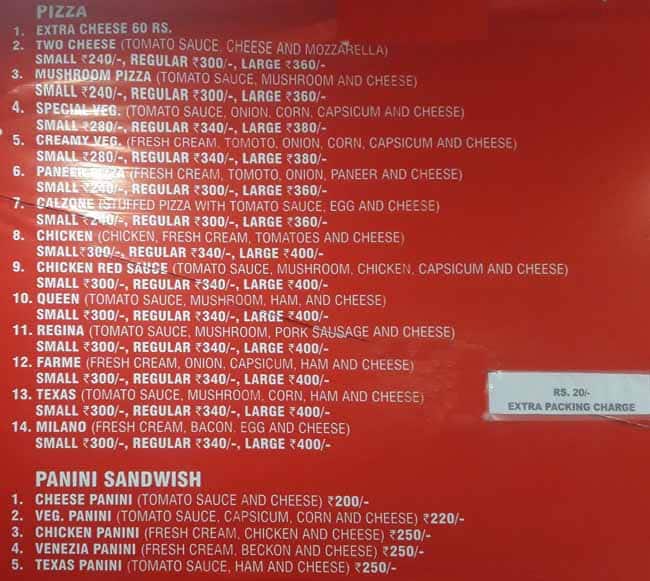 PIZZA
1. EXTRA CHEESE 60 RS.
2. TWO CHEESE (TOMATO SAUCE, CHEESE AND MOZZARELLA)
SMALL ₹240/-, REGULAR ₹300/-, LARGE ₹360/-
3. MUSHROOM PIZZA (TOMATO SAUCE, MUSHROOM AND CHEESE)
SMALL ₹240/-, REGULAR ₹300/-, LARGE ₹360/-
4. SPECIAL VEG. (TOMATO SAUCE, ONION, CORN, CAPSICUM AND CHEESE)
SMALL ₹280/-, REGULAR ₹340/-, LARGE ₹380/-
5. CREAMY VEG. (FRESH CREAM, TOMOTO, ONION, CORN, CAPSICUM AND CHEESE)
SMALL ₹280/-, REGULAR ₹340/-, LARGE ₹380/-
6. PANEER PIZZA (FRESH CREAM, TOMOTO, ONION, PANEER AND CHEESE)
SMALL ₹240/-, REGULAR ₹300/-, LARGE ₹360/-
7. CALZONE (STUFFED PIZZA WITH TOMATO SAUCE, EGG AND CHEESE)
SMALL ₹240/-, REGULAR ₹300/-, LARGE ₹360/-
8. CHICKEN (CHICKEN, FRESH CREAM, TOMATOES AND CHEESE)
SMALL₹300/-, REGULAR ₹340/-, LARGE ₹400/-
9. CHICKEN RED SAUCE (TOMATO SAUCE, MUSHROOM, CHICKEN, CAPSICUM AND CHEESE)
SMALL ₹300/-, REGULAR ₹340/-, LARGE ₹400/-
10. QUEEN (TOMATO SAUCE, MUSHROOM, HAM, AND CHEESE)
SMALL ₹300/-, REGULAR ₹340/-, LARGE ₹400/-
11. REGINA (TOMATO SAUCE, MUSHROOM, PORK SAUSAGE AND CHEESE)
SMALL ₹300/-, REGULAR ₹340/-, LARGE ₹400/-
12. FARME (FRESH CREAM, ONION, CAPSICUM, HAM AND CHEESE)
SMALL ₹300/-, REGULAR ₹340/-, LARGE ₹400/-
13. TEXAS (TOMATO SAUCE, MUSHROOM, CORN, HAM AND CHEESE)
SMALL ₹300/-, REGULAR ₹340/-, LARGE ₹400/-
14. MILANO (FRESH CREAM, BACON, EGG AND CHEESE)
SMALL ₹300/-, REGULAR ₹340/-, LARGE ₹400/-
RS. 20/-
EXTRA PACKING CHARGE
PANINI SANDWISH
1. CHEESE PANINI (TOMATO SAUCE AND CHEESE) ₹200/-
2. VEG. PANINI (TOMATO SAUCE, CAPSICUM, CORN AND CHEESE) ₹220/-
3. CHICKEN PANINI (FRESH CREAM, CHICKEN AND CHEESE) ₹250/-
4. VENEZIA PANINI (FRESH CREAM, BECKON AND CHEESE) ₹250/-
5. TEXAS PANINI (TOMATO SAUCE, HAM AND CHEESE) ₹250/-